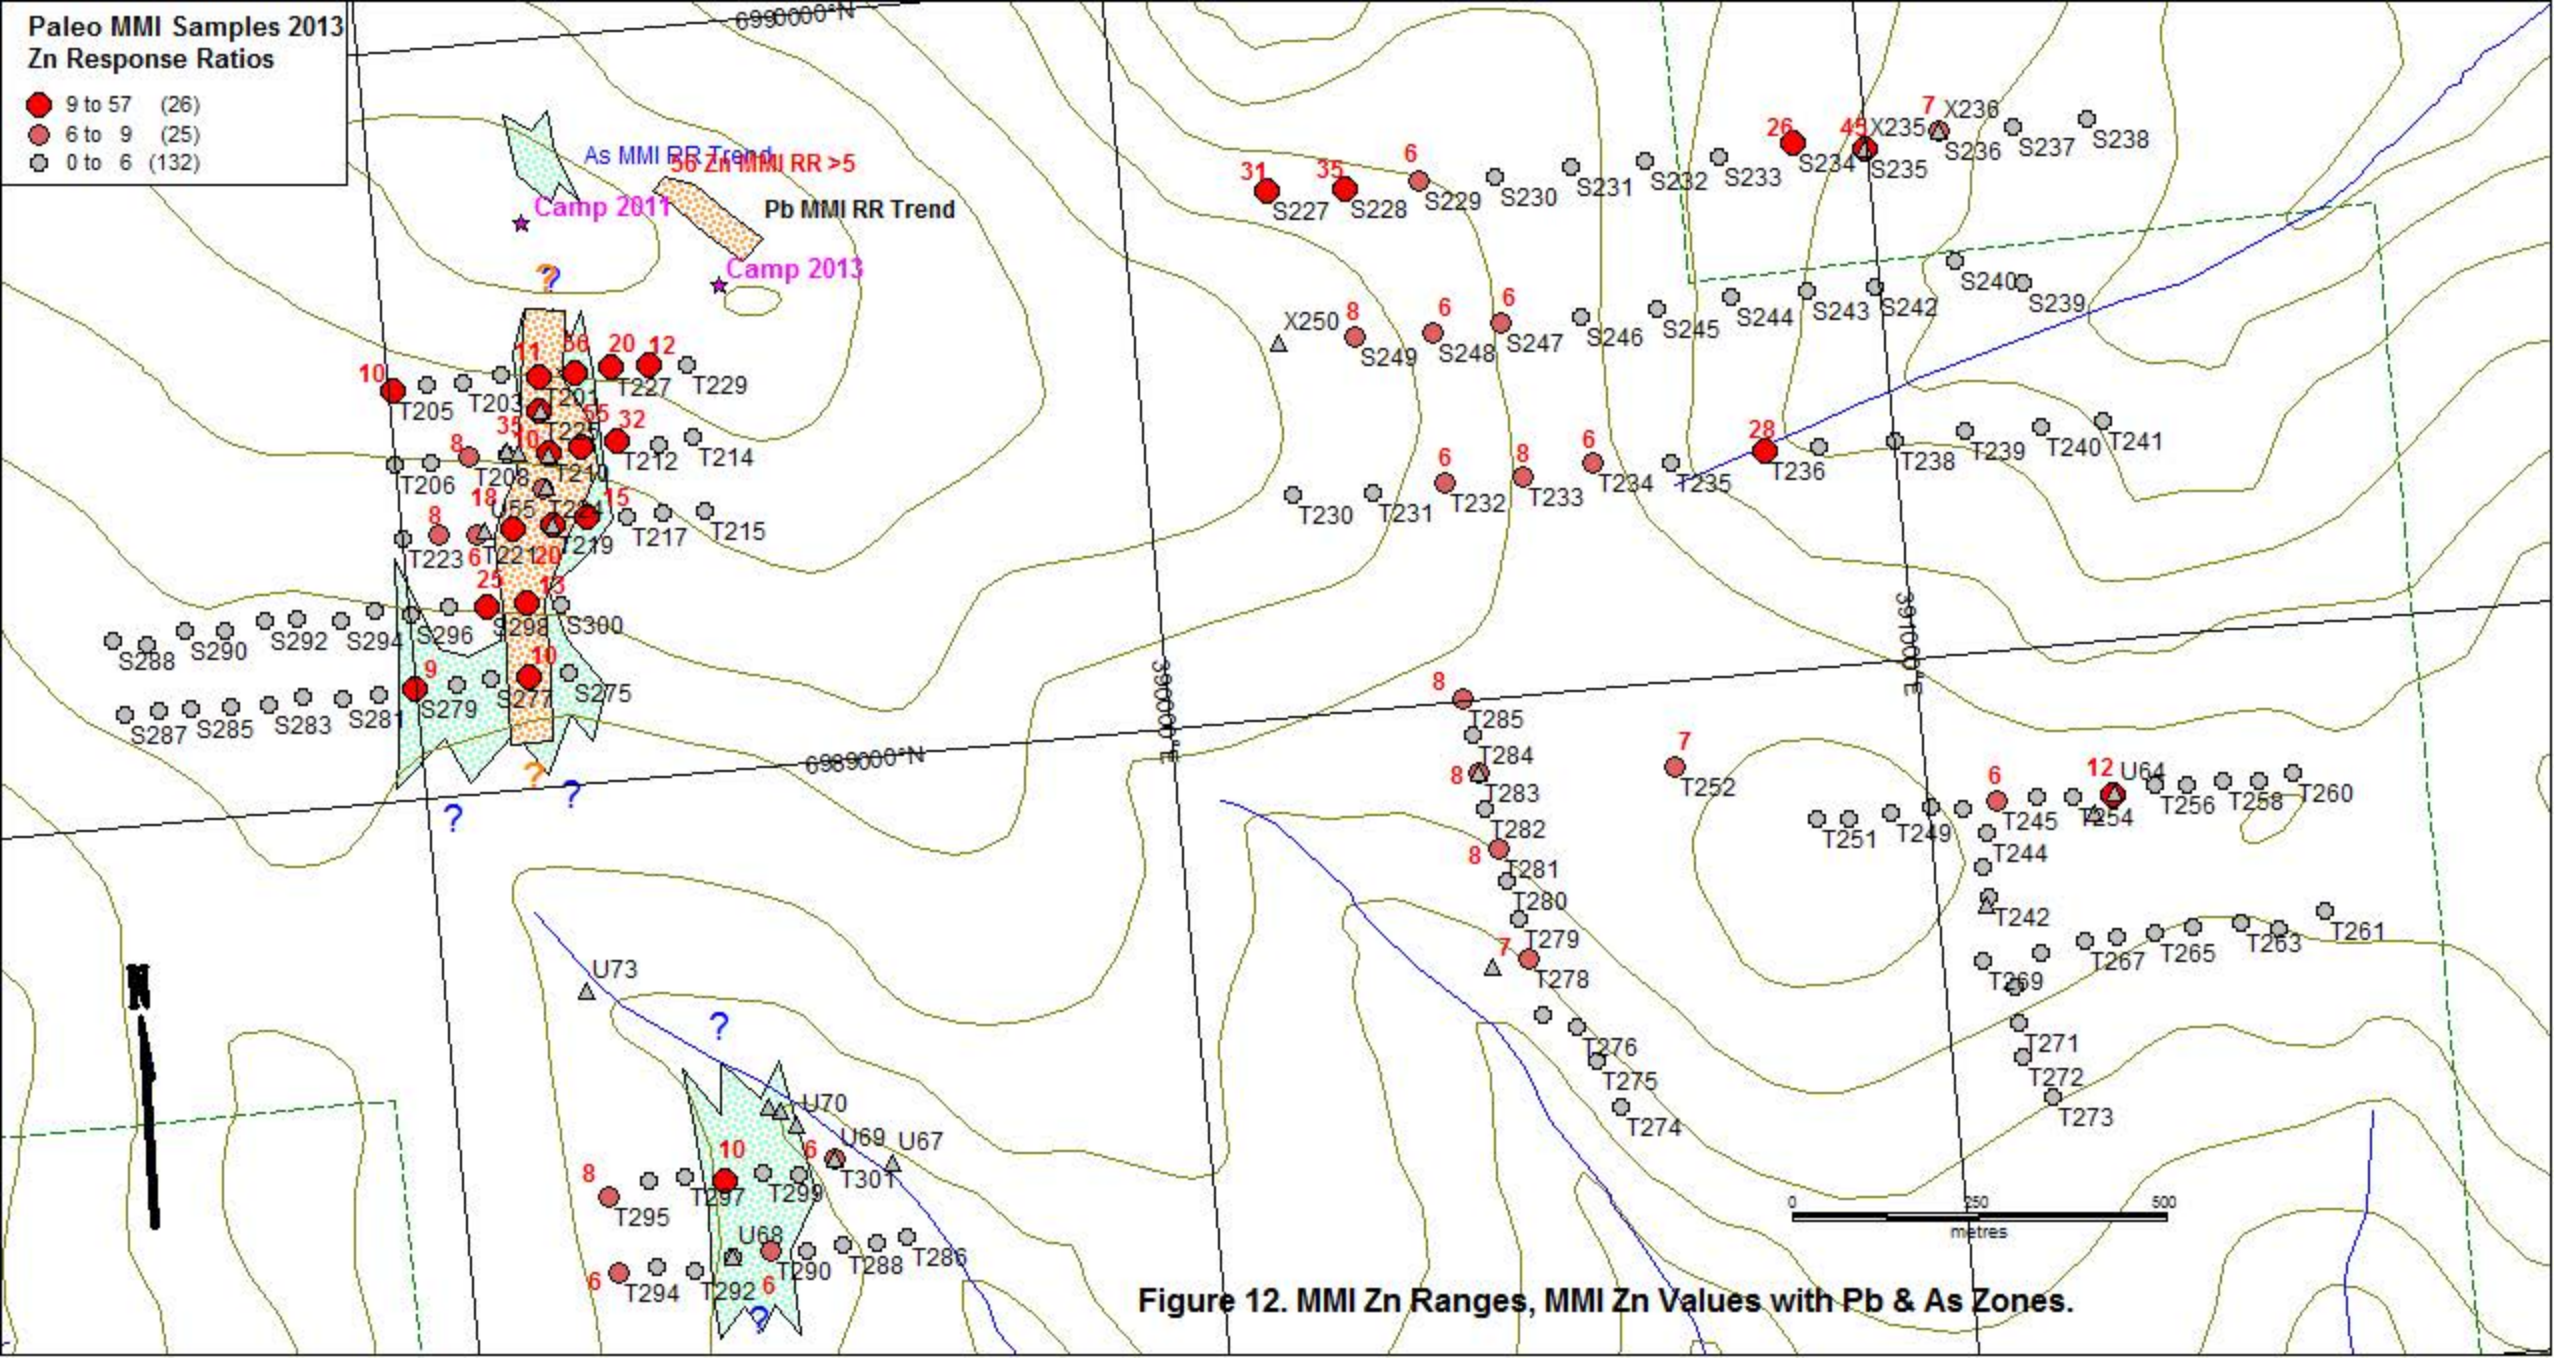 Paleo MMI Samples 2013
Zn Response Ratios
9 to 57 (26)
6 to 9 (25)
0 to 6 (132)
6990000°N
As MMI RR Trend
56 Zn MMI RR >5
Camp 2011
Pb MMI RR Trend
Camp 2013
?
31 35 6 26 45 X235 7 X236
S227 S228 S229 S230 S231 S232 S233 S234 S235 S236 S237 S238
X250 8 6 6
S249 S248 S247 S246 S245 S244 S243 S242 S240 S239
10 11 56 20 12
T205 T203 T201 T227 T229
T225
8 35 10 55 32
T206 T208 T210 T212 T214
6 8 6 28
T230 T231 T232 T233 T234 T235 T236 T238 T239 T240 T241
8 18 U55 T224 15
T223 6 T221 20 T219 T217 T215
25 13
S288 S290 S292 S294 S296 S298 S300
9 10
S287 S285 S283 S281 S279 S277 S275
391000°E
390000°E
6989000°N
? ? ?
8 T285
T284
8 T283
T282
8 T281
T280
T279
7 T278
T276
T275
T274
7 T252
6 12 U64
T251 T249 T245 T254 T256 T258 T260
T244
T242
T269 T267 T265 T263 T261
T271
T272
T273
N
U73
?
U70
10 6 U69 U67
8 T295 T297 T299 T301
U68
6 T294 T292 6 T290 T288 T286
?
0 250 500
metres
Figure 12. MMI Zn Ranges, MMI Zn Values with Pb & As Zones.